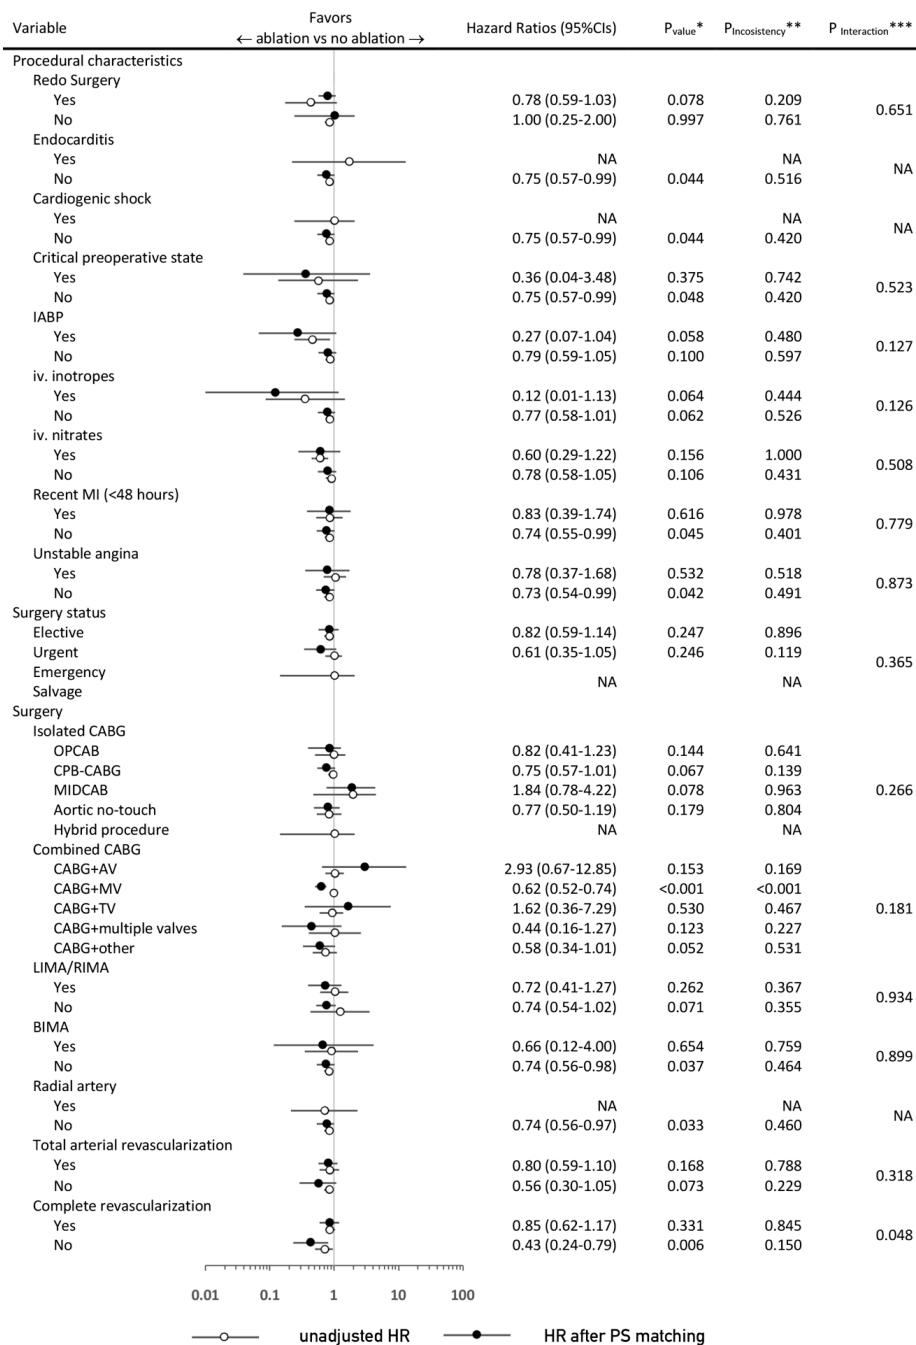 Variable Favors Hazard Ratios (95%CIs) Pvalue* PIncosistency** P Interaction***
← ablation vs no ablation →
Procedural characteristics
Redo Surgery
Yes 0.78 (0.59-1.03) 0.078 0.209
0.651
No 1.00 (0.25-2.00) 0.997 0.761
Endocarditis
Yes NA NA
NA
No 0.75 (0.57-0.99) 0.044 0.516
Cardiogenic shock
Yes NA NA
NA
No 0.75 (0.57-0.99) 0.044 0.420
Critical preoperative state
Yes 0.36 (0.04-3.48) 0.375 0.742
0.523
No 0.75 (0.57-0.99) 0.048 0.420
IABP
Yes 0.27 (0.07-1.04) 0.058 0.480
0.127
No 0.79 (0.59-1.05) 0.100 0.597
iv. inotropes
Yes 0.12 (0.01-1.13) 0.064 0.444
0.126
No 0.77 (0.58-1.01) 0.062 0.526
iv. nitrates
Yes 0.60 (0.29-1.22) 0.156 1.000
0.508
No 0.78 (0.58-1.05) 0.106 0.431
Recent MI (<48 hours)
Yes 0.83 (0.39-1.74) 0.616 0.978
0.779
No 0.74 (0.55-0.99) 0.045 0.401
Unstable angina
Yes 0.78 (0.37-1.68) 0.532 0.518
0.873
No 0.73 (0.54-0.99) 0.042 0.491
Surgery status
Elective 0.82 (0.59-1.14) 0.247 0.896
Urgent 0.61 (0.35-1.05) 0.246 0.119
0.365
Emergency
NA NA
Salvage
Surgery
Isolated CABG
OPCAB 0.82 (0.41-1.23) 0.144 0.641
CPB-CABG 0.75 (0.57-1.01) 0.067 0.139
MIDCAB 1.84 (0.78-4.22) 0.078 0.963 0.266
Aortic no-touch 0.77 (0.50-1.19) 0.179 0.804
Hybrid procedure NA NA
Combined CABG
CABG+AV 2.93 (0.67-12.85) 0.153 0.169
CABG+MV 0.62 (0.52-0.74) <0.001 <0.001
CABG+TV 1.62 (0.36-7.29) 0.530 0.467 0.181
CABG+multiple valves 0.44 (0.16-1.27) 0.123 0.227
CABG+other 0.58 (0.34-1.01) 0.052 0.531
LIMA/RIMA
Yes 0.72 (0.41-1.27) 0.262 0.367
0.934
No 0.74 (0.54-1.02) 0.071 0.355
BIMA
Yes 0.66 (0.12-4.00) 0.654 0.759
0.899
No 0.74 (0.56-0.98) 0.037 0.464
Radial artery
Yes NA NA
NA
No 0.74 (0.56-0.97) 0.033 0.460
Total arterial revascularization
Yes 0.80 (0.59-1.10) 0.168 0.788
0.318
No 0.56 (0.30-1.05) 0.073 0.229
Complete revascularization
Yes 0.85 (0.62-1.17) 0.331 0.845
0.048
No 0.43 (0.24-0.79) 0.006 0.150
0.01 0.1 1 10 100
unadjusted HR HR after PS matching